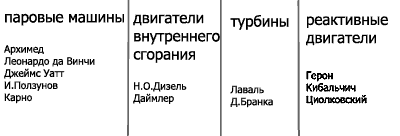 паровые машины
Архимед
Леонардо да Винчи
Джеймс Уатт
И.Ползунов
Карно
двигатели
внутреннего
сгорания
Н.О.Дизель
Даймлер
турбины
Лаваль
Д.Бранка
реактивные
двигатели
Герон
Кибальчич
Циолковский